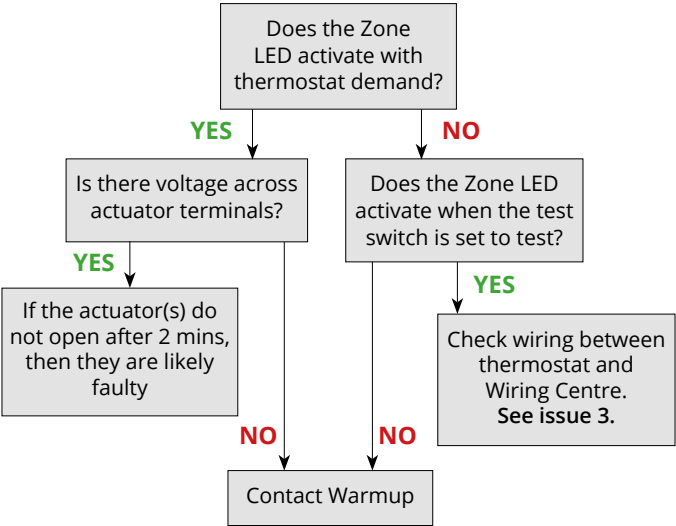 Does the Zone
LED activate with
thermostat demand?
YES
NO
Is there voltage across
actuator terminals?
Does the Zone LED
activate when the test
switch is set to test?
YES
YES
If the actuator(s) do
not open after 2 mins,
then they are likely
faulty
Check wiring between
thermostat and
Wiring Centre.
See issue 3.
NO
NO
Contact Warmup